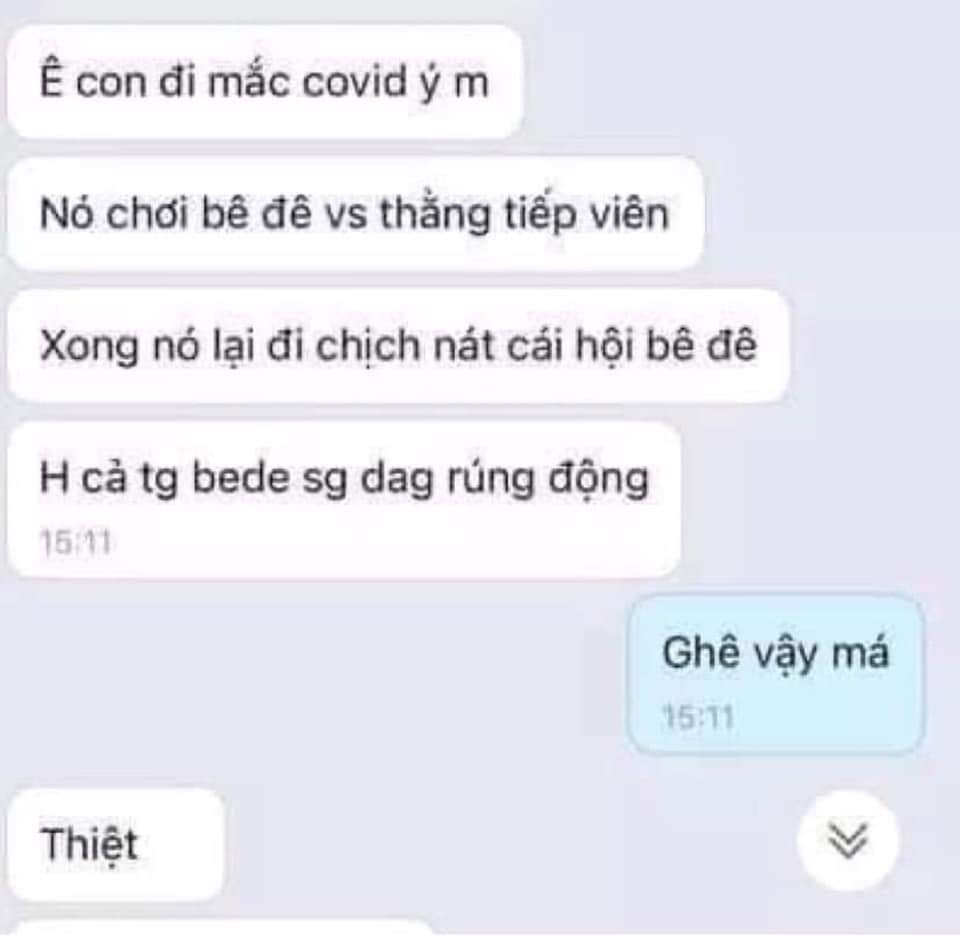 Ê con đi mắc covid ý m
Nó chơi bê đê vs thằng tiếp viên
Xong nó lại đi chịch nát cái hội bê đê
H cả tg bede sg dag rúng động
15:11
Ghê vậy má
15:11
Thiệt